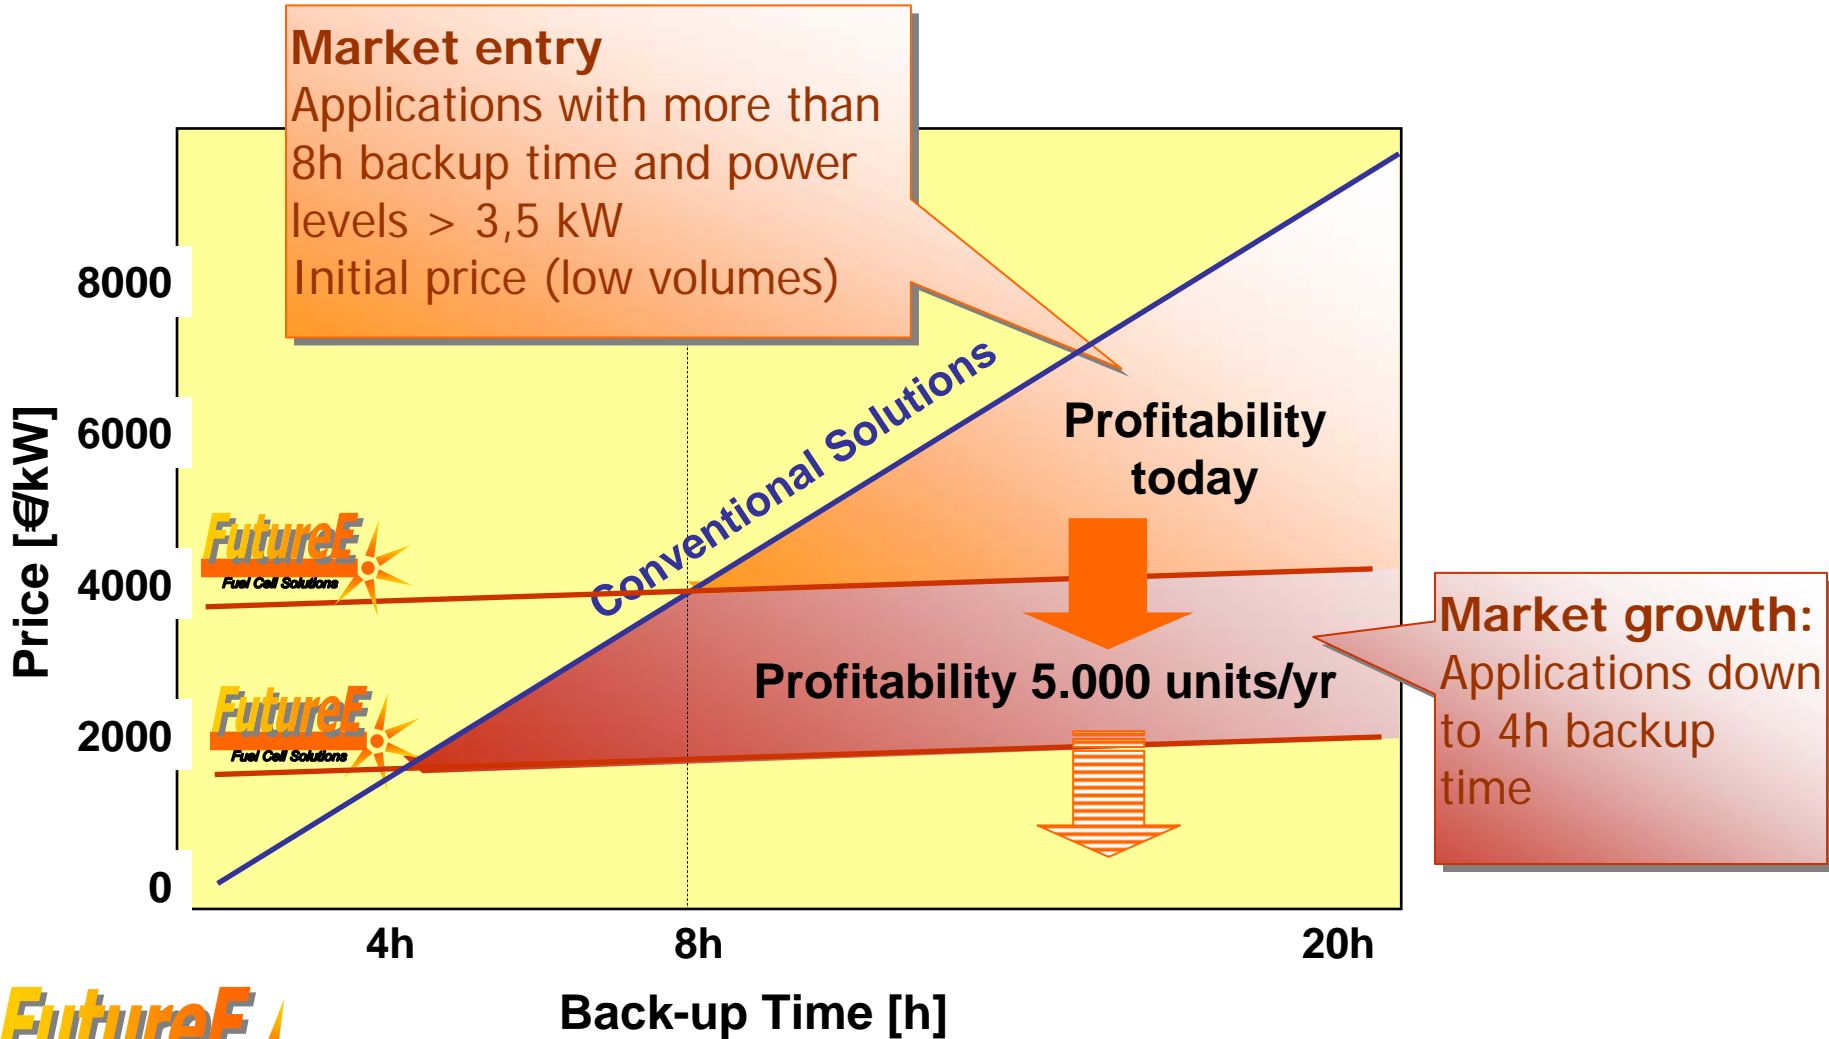 Market entry
Applications with more than
8h backup time and power
levels > 3,5 kW
Initial price (low volumes)
8000
6000
4000
2000
0
Price [€/kW]
Conventional Solutions
Profitability
today
FutureE
Fuel Cell Solutions
Profitability 5.000 units/yr
FutureE
Fuel Cell Solutions
Market growth:
Applications down
to 4h backup
time
4h
8h
20h
Back-up Time [h]
FutureE